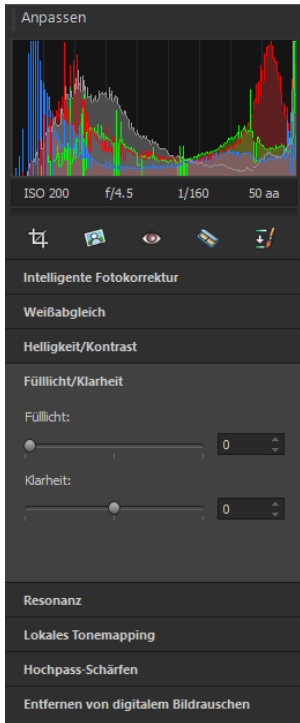 Anpassen
ISO 200 f/4.5 1/160 50 aa
Intelligente Fotokorrektur
Weißabgleich
Helligkeit/Kontrast
Fülllicht/Klarheit
Fülllicht:
0
Klarheit:
0
Resonanz
Lokales Tonemapping
Hochpass-Schärfen
Entfernen von digitalem Bildrauschen